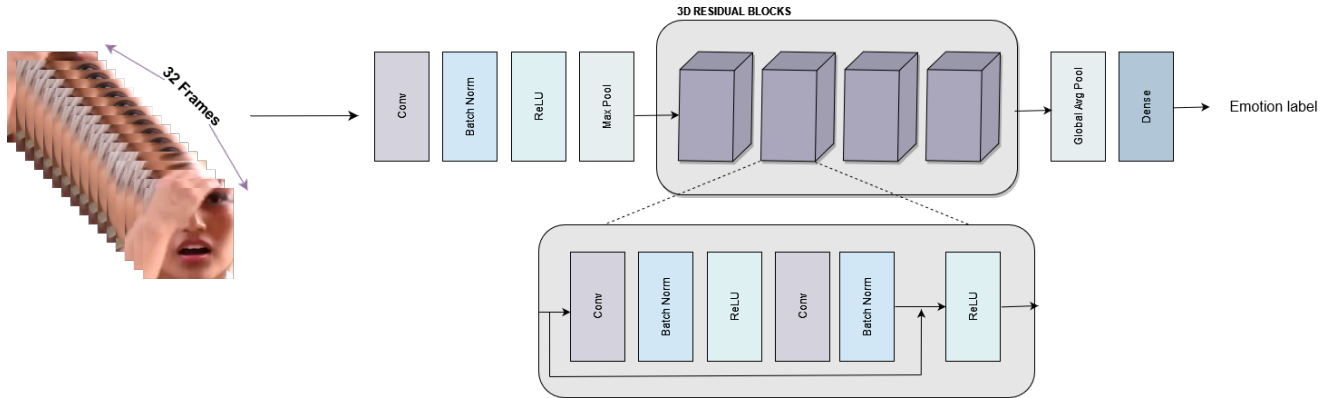 3D RESIDUAL BLOCKS
32 Frames
Conv
Batch Norm
ReLU
Max Pool
Global Avg Pool
Dense
Emotion label
Conv
Batch Norm
ReLU
Conv
Batch Norm
ReLU